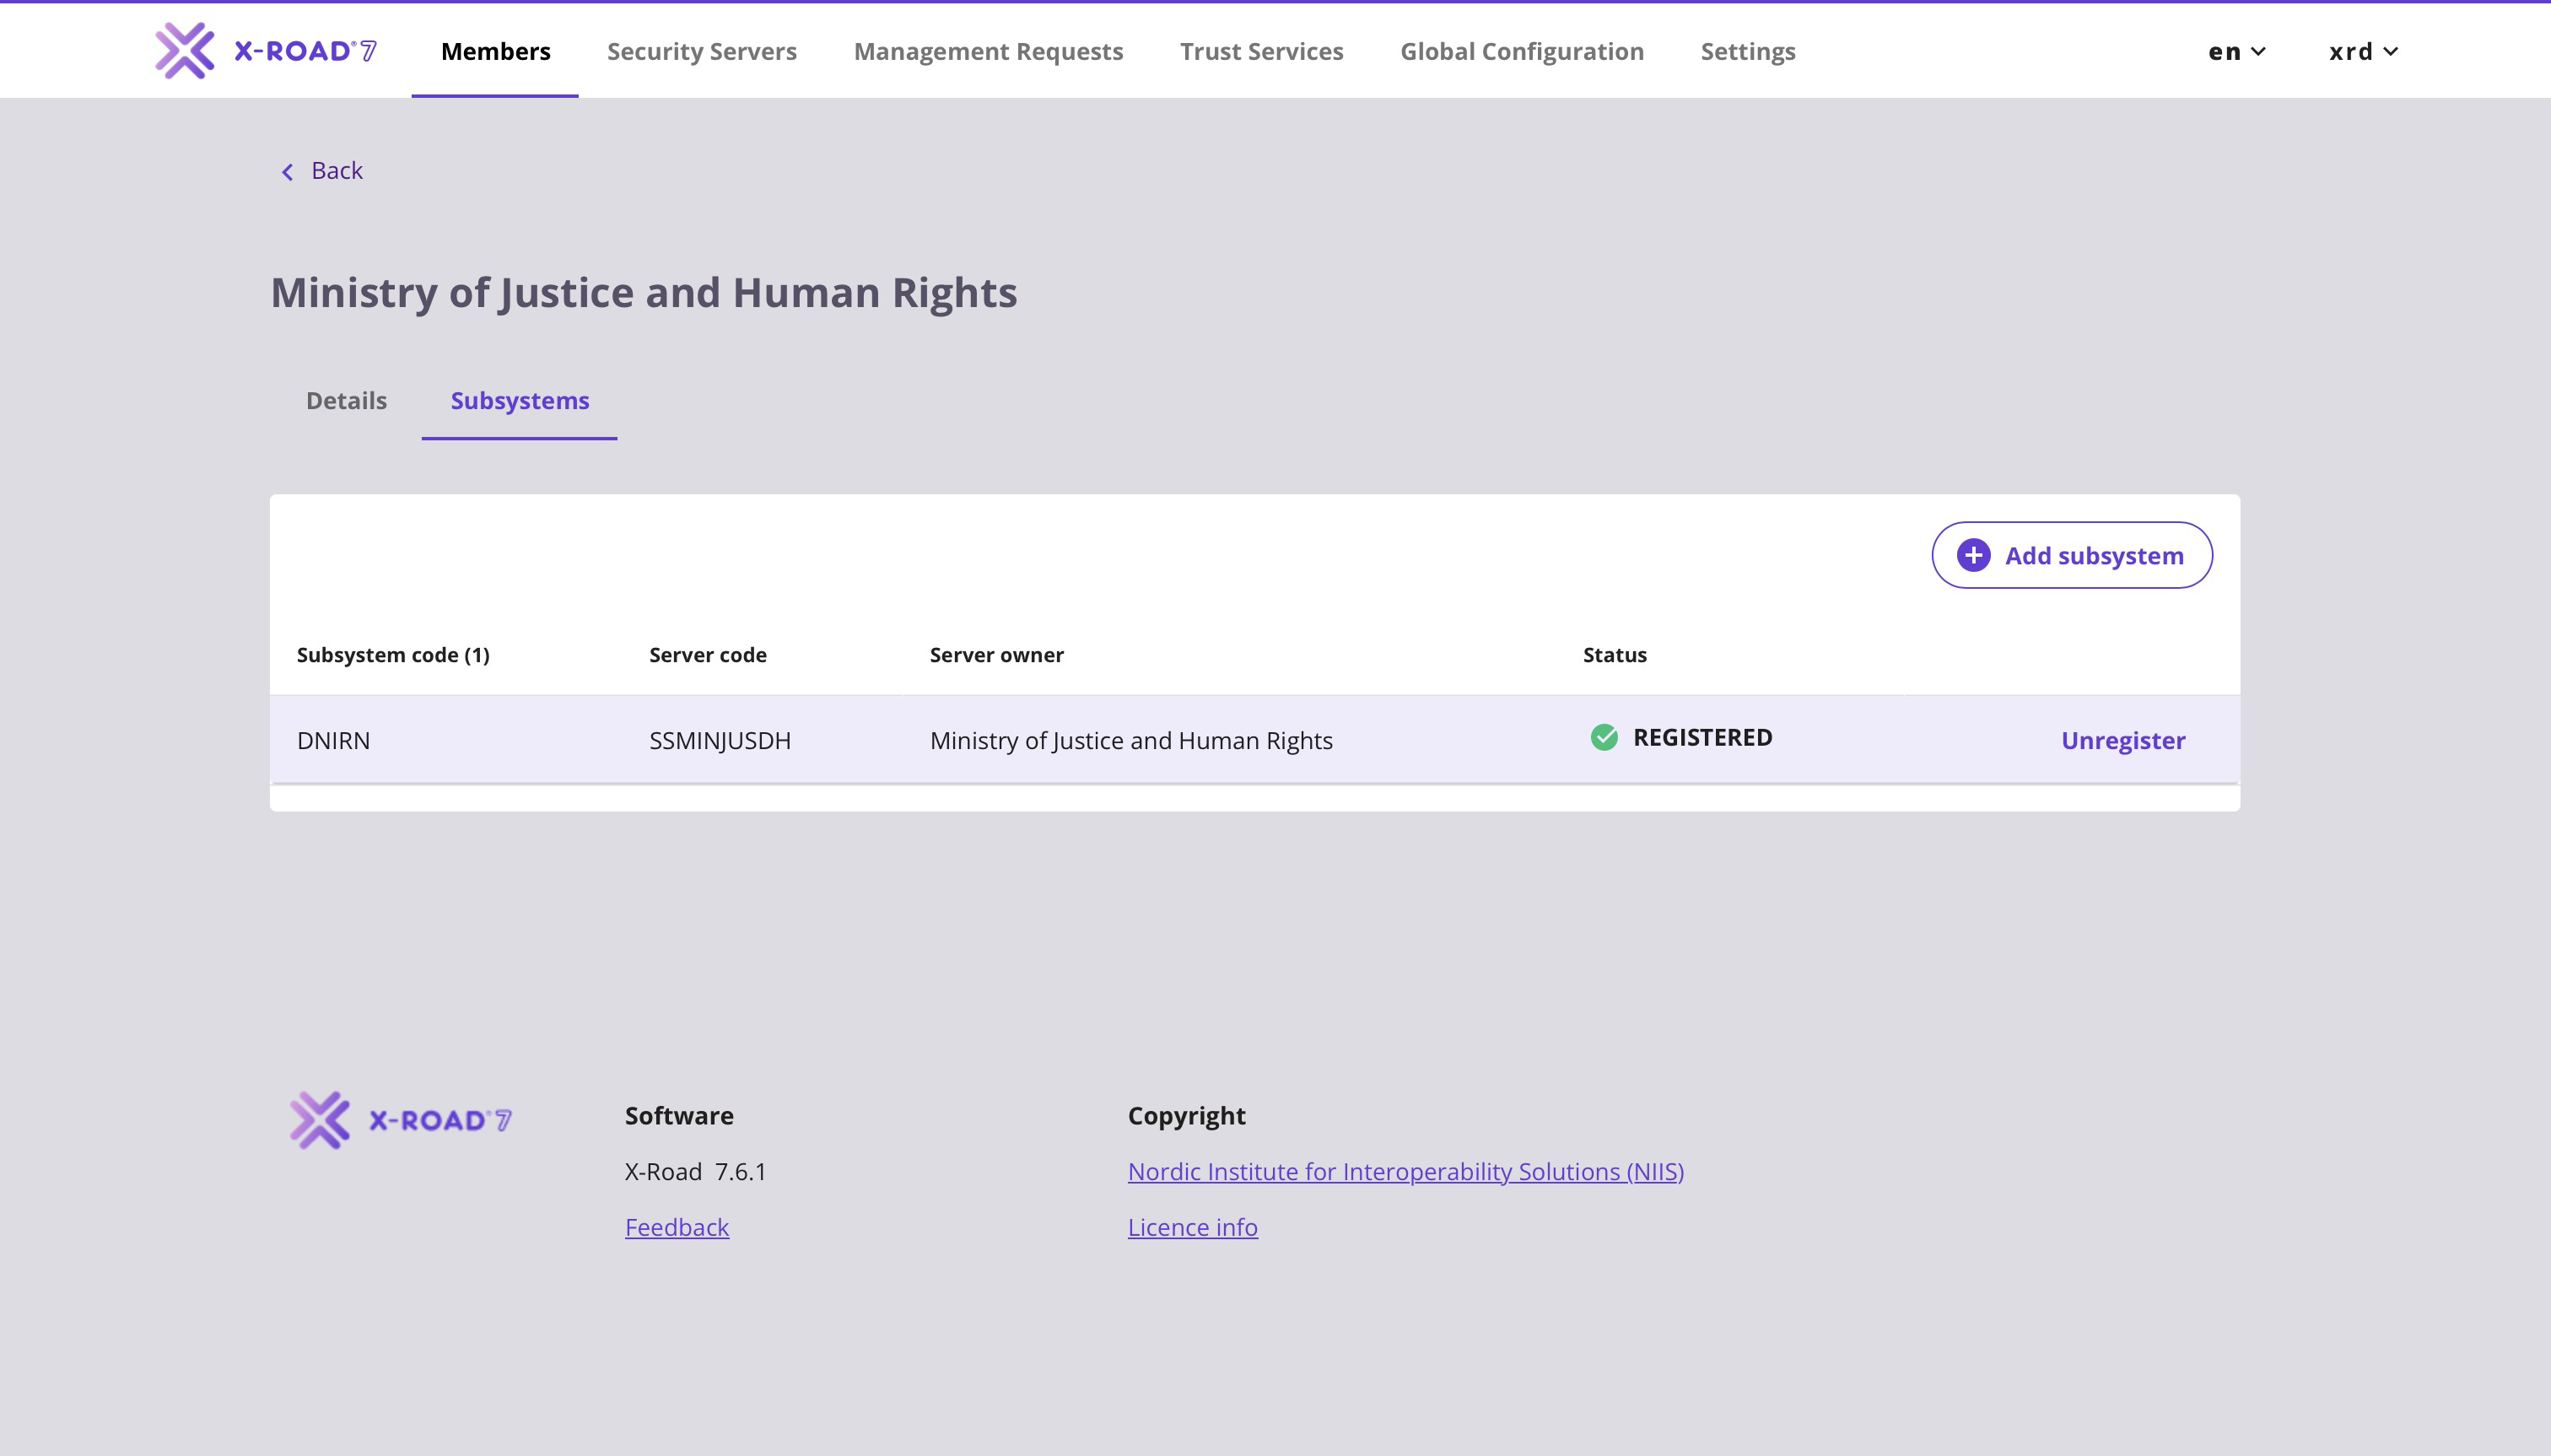 X-ROAD® 7 Members Security Servers Management Requests Trust Services Global Configuration Settings en xrd
Back
Ministry of Justice and Human Rights
Details Subsystems
Add subsystem
Subsystem code (1) Server code Server owner Status
DNIRN SSMINJUSDH Ministry of Justice and Human Rights REGISTERED Unregister
X-ROAD® 7 Software Copyright
X-Road 7.6.1 Nordic Institute for Interoperability Solutions (NIIS)
Feedback Licence info